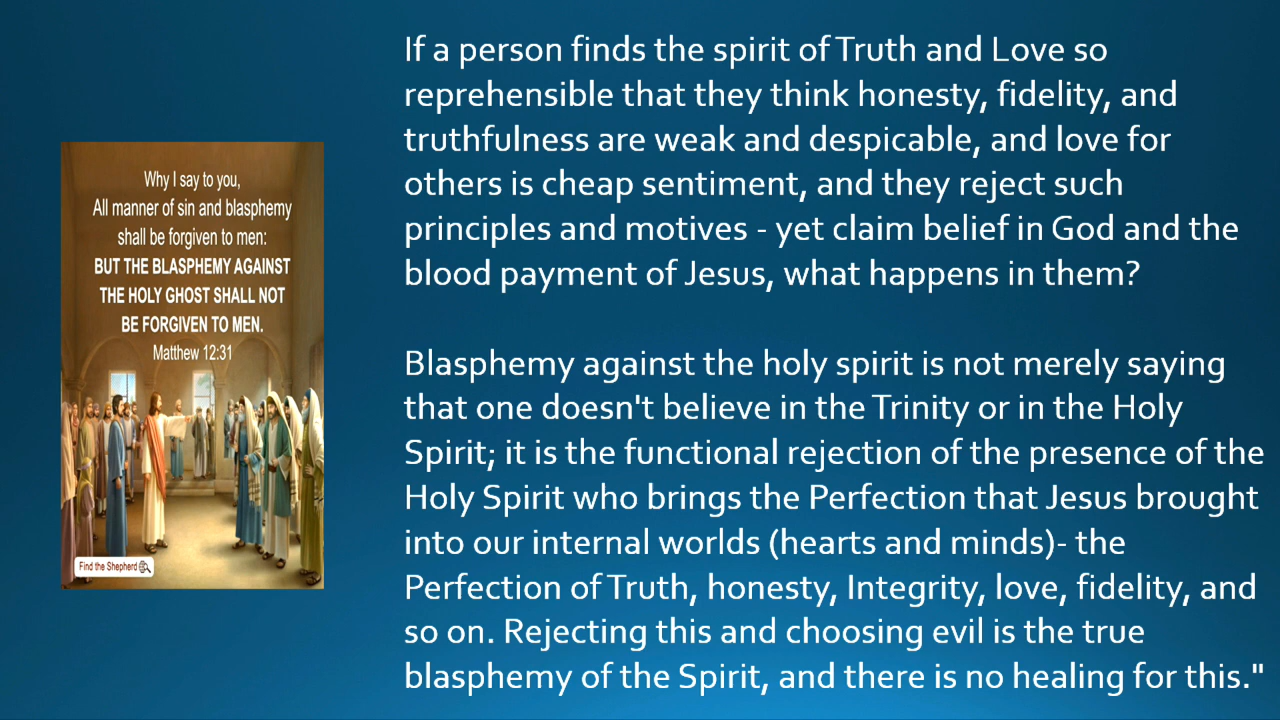 Why I say to you,
All manner of sin and blasphemy
shall be forgiven to men:
BUT THE BLASPHEMY AGAINST
THE HOLY GHOST SHALL NOT
BE FORGIVEN TO MEN.
Matthew 12:31
Find the Shepherd
If a person finds the spirit of Truth and Love so
reprehensible that they think honesty, fidelity, and
truthfulness are weak and despicable, and love for
others is cheap sentiment, and they reject such
principles and motives - yet claim belief in God and the
blood payment of Jesus, what happens in them?
Blasphemy against the holy spirit is not merely saying
that one doesn't believe in the Trinity or in the Holy
Spirit; it is the functional rejection of the presence of the
Holy Spirit who brings the Perfection that Jesus brought
into our internal worlds (hearts and minds)- the
Perfection of Truth, honesty, Integrity, love, fidelity, and
so on. Rejecting this and choosing evil is the true
blasphemy of the Spirit, and there is no healing for this."